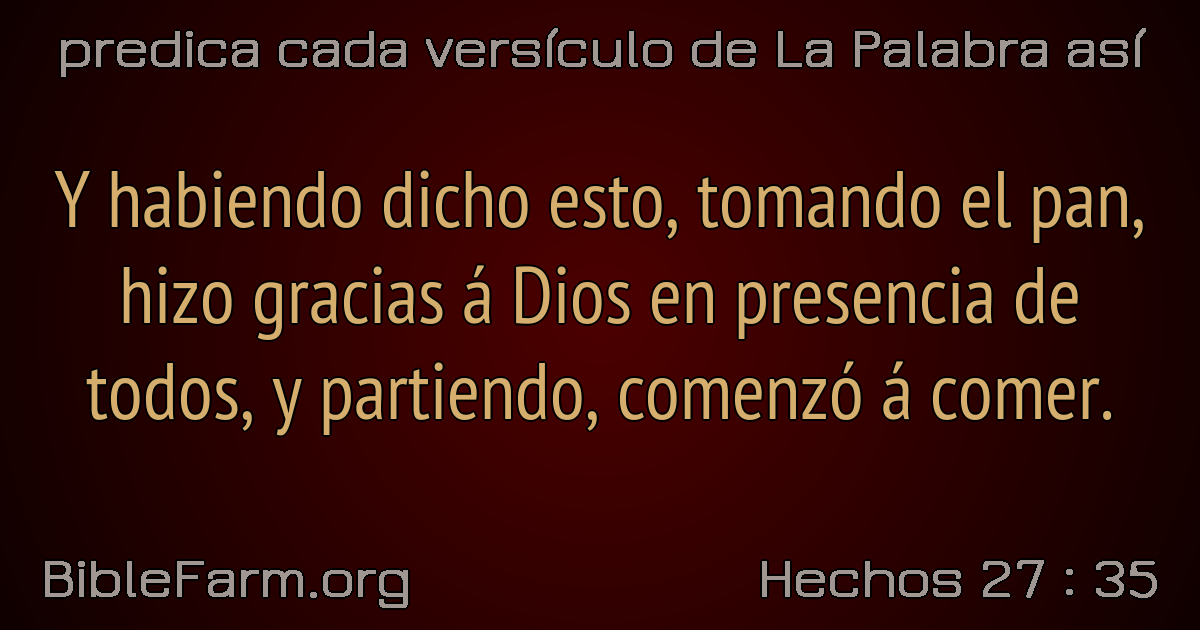 predica cada versículo de La Palabra así
Y habiendo dicho esto, tomando el pan,
hizo gracias á Dios en presencia de
todos, y partiendo, comenzó á comer.
BibleFarm.org
Hechos 27 : 35